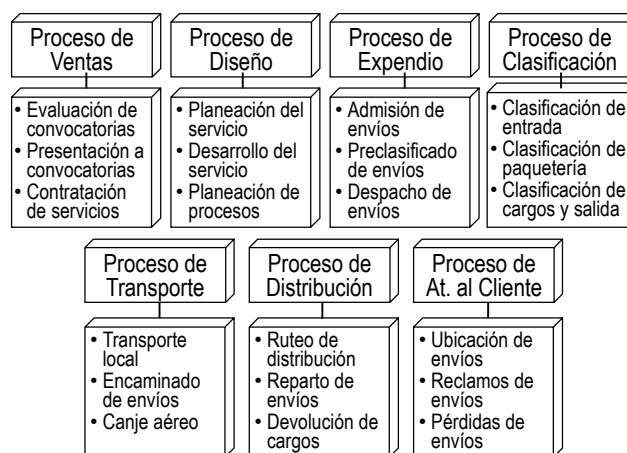 Proceso de
Ventas
• Evaluación de
convocatorias
• Presentación a
convocatorias
• Contratación
de servicios
Proceso de
Diseño
• Planeación del
servicio
• Desarrollo del
servicio
• Planeación de
procesos
Proceso de
Expendio
• Admisión de
envíos
• Preclasificado
de envíos
• Despacho de
envíos
Proceso de
Clasificación
• Clasificación de
entrada
• Clasificación de
paquetería
• Clasificación de
cargos y salida
Proceso de
Transporte
• Transporte
local
• Encaminado
de envíos
• Canje aéreo
Proceso de
Distribución
• Ruteo de
distribución
• Reparto de
envíos
• Devolución de
cargos
Proceso de
At. al Cliente
• Ubicación de
envíos
• Reclamos de
envíos
• Pérdidas de
envíos